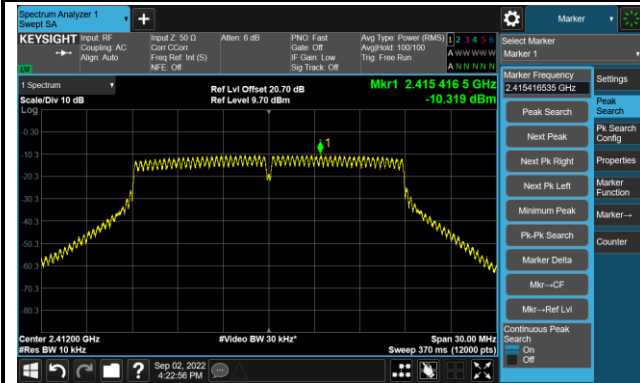 Spectrum Analyzer 1
Swept SA
+
Marker
KEYSIGHT
Input: RF
Coupling: AC
Align: Auto
Input Z: 50 Ω
Corr CCorr
Freq Ref: Int (S)
NFE: Off
Atten: 6 dB
PNO: Fast
Gate: Off
IF Gain: Low
Sig Track: Off
Avg Type: Power (RMS)
Avg|Hold: 100/100
Trig: Free Run
1 2 3 4 5 6
A W W W W W
A N N N N N
LXI
Select Marker
Marker 1
1 Spectrum
Scale/Div 10 dB
Log
Ref Lvl Offset 20.70 dB
Ref Level 9.70 dBm
Mkr1 2.415 416 5 GHz
-10.319 dBm
Marker Frequency
2.415416535 GHz
Peak Search
Next Peak
Next Pk Right
Next Pk Left
Minimum Peak
Pk-Pk Search
Marker Delta
Mkr→CF
Mkr→Ref Lvl
Continuous Peak
Search
On
Off
Settings
Peak
Search
Pk Search
Config
Properties
Marker
Function
Marker→
Counter
1
-0.30
-10.3
-20.3
-30.3
-40.3
-50.3
-60.3
-70.3
-80.3
Center 2.41200 GHz
#Res BW 10 kHz
#Video BW 30 kHz*
Span 30.00 MHz
Sweep 370 ms (12000 pts)
?
Sep 02, 2022
4:22:56 PM